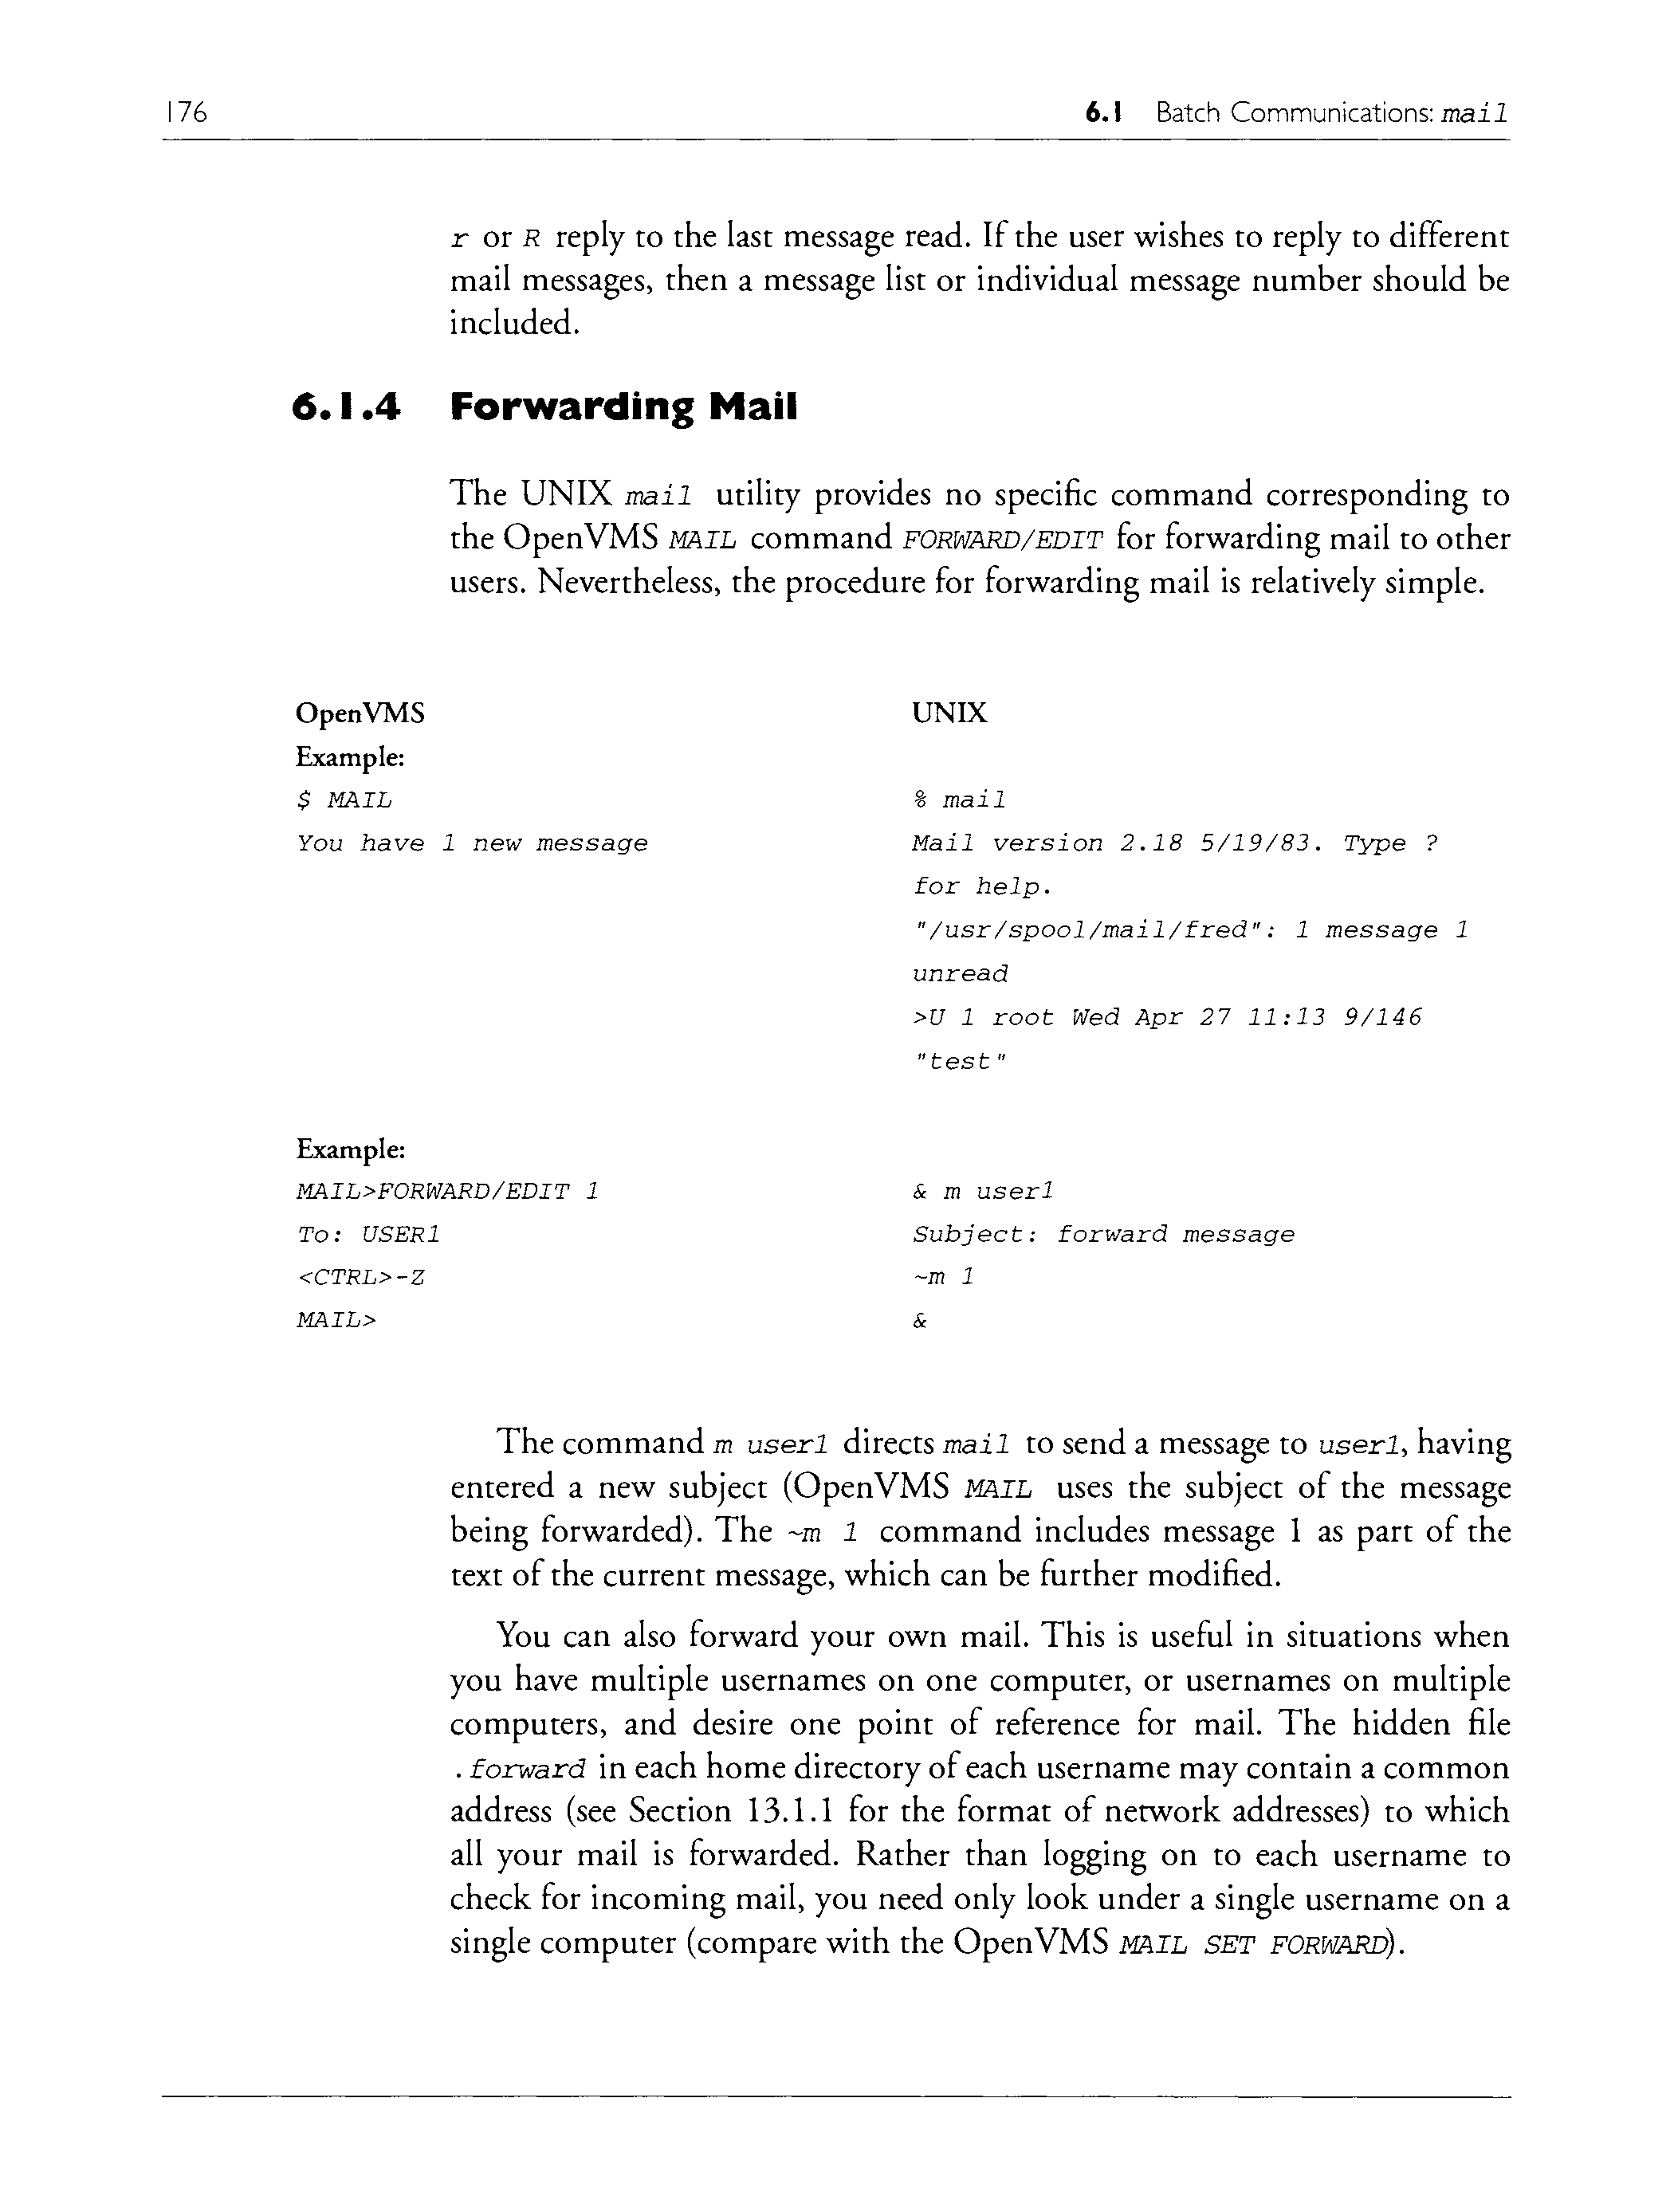 176 6.1 Batch Communications: mail
r or R reply to the last message read. If the user wishes to reply to different
mail messages, then a message list or individual message number should be
included.
6.1.4 Forwarding Mail
The UNIX mail utility provides no specific command corresponding to
the OpenVMS MAIL command FORWARD/EDIT for forwarding mail to other
users. Nevertheless, the procedure for forwarding mail is relatively simple.
OpenVMS UNIX
Example:
$ MAIL % mail
You have 1 new message Mail version 2.18 5/19/83. Type ?
for help.
"/usr/spool/mail/fred": 1 message 1
unread
>U 1 root Wed Apr 27 11:13 9/146
"test"
Example:
MAIL>FORWARD/EDIT 1 & m user1
To: USER1 Subject: forward message
<CTRL>-Z ~m 1
MAIL> &
The command m user1 directs mail to send a message to user1, having
entered a new subject (OpenVMS MAIL uses the subject of the message
being forwarded). The ~m 1 command includes message 1 as part of the
text of the current message, which can be further modified.
You can also forward your own mail. This is useful in situations when
you have multiple usernames on one computer, or usernames on multiple
computers, and desire one point of reference for mail. The hidden file
.forward in each home directory of each username may contain a common
address (see Section 13.1.1 for the format of network addresses) to which
all your mail is forwarded. Rather than logging on to each username to
check for incoming mail, you need only look under a single username on a
single computer (compare with the OpenVMS MAIL SET FORWARD).